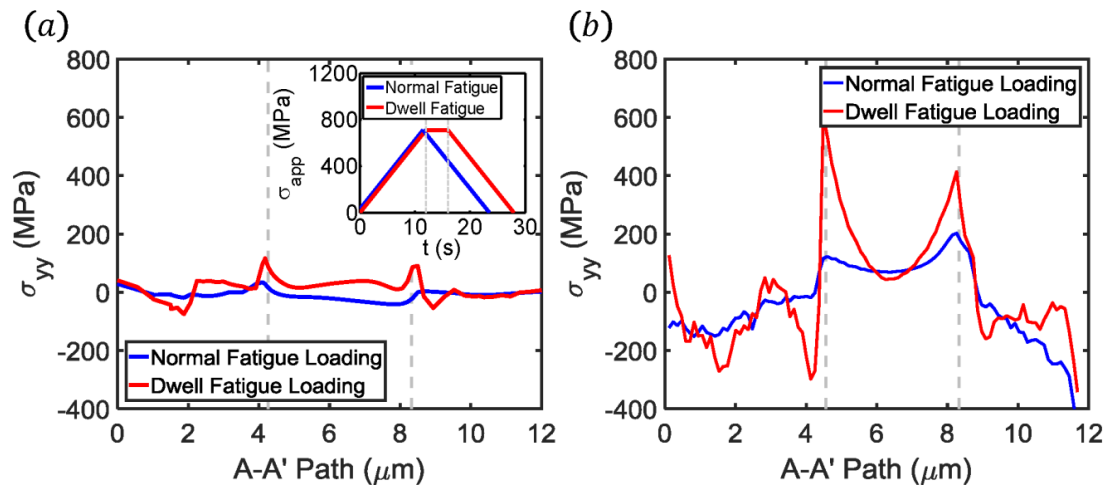 (a)
800
600
400
200
0
-200
-400
σyy (MPa)
0 2 4 6 8 10 12
A-A' Path (μm)
Normal Fatigue Loading
Dwell Fatigue Loading
1200
800
400
0
σapp (MPa)
0 10 20 30
t (s)
Normal Fatigue
Dwell Fatigue
(b)
800
600
400
200
0
-200
-400
σyy (MPa)
0 2 4 6 8 10 12
A-A' Path (μm)
Normal Fatigue Loading
Dwell Fatigue Loading